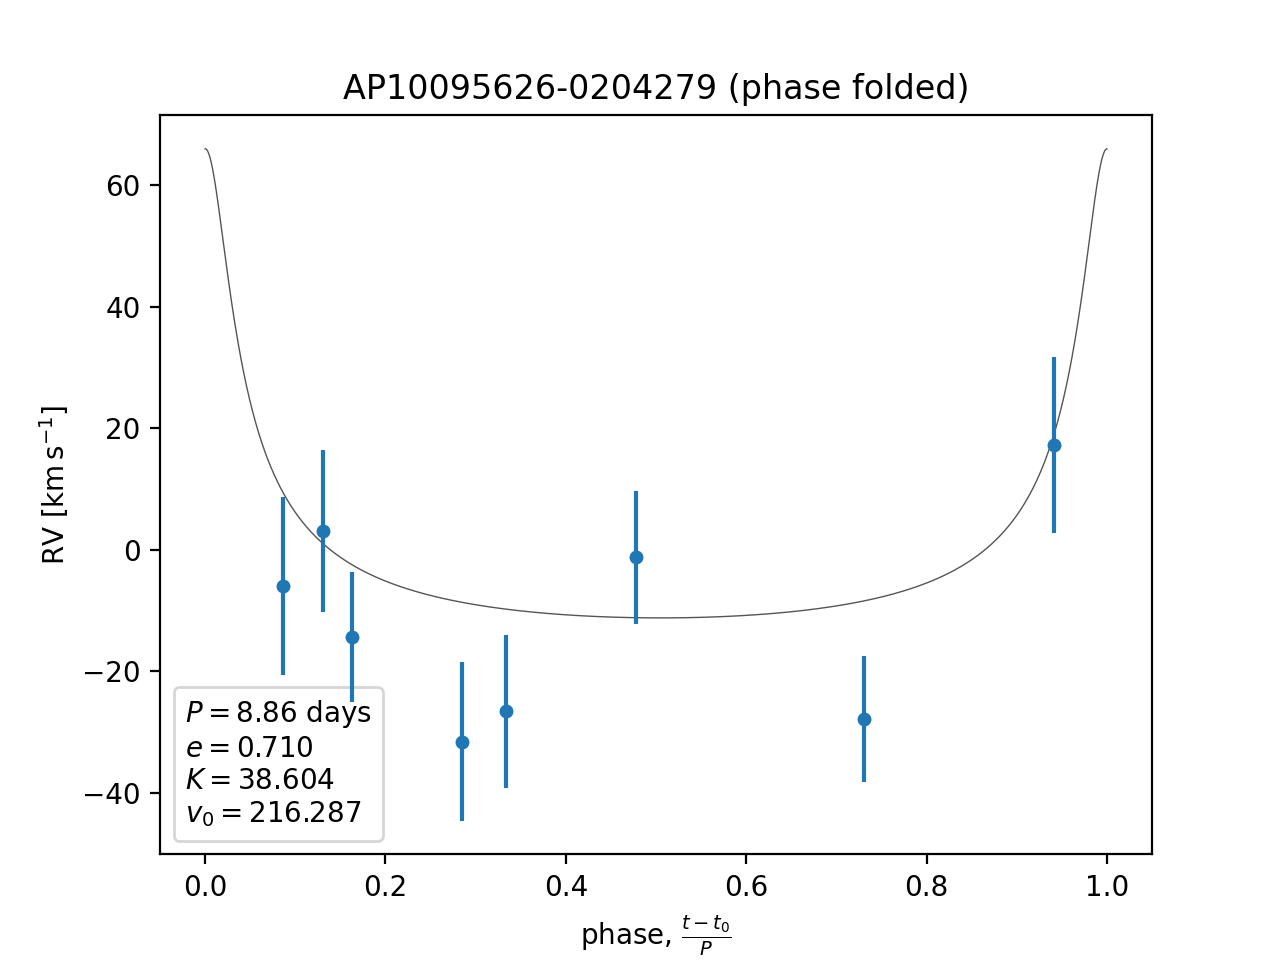 AP10095626-0204279 (phase folded)
RV [km s⁻¹]
60
40
20
0
−20
−40
P = 8.86 days
e = 0.710
K = 38.604
v₀ = 216.287
0.0 0.2 0.4 0.6 0.8 1.0
phase, (t − t₀)/P